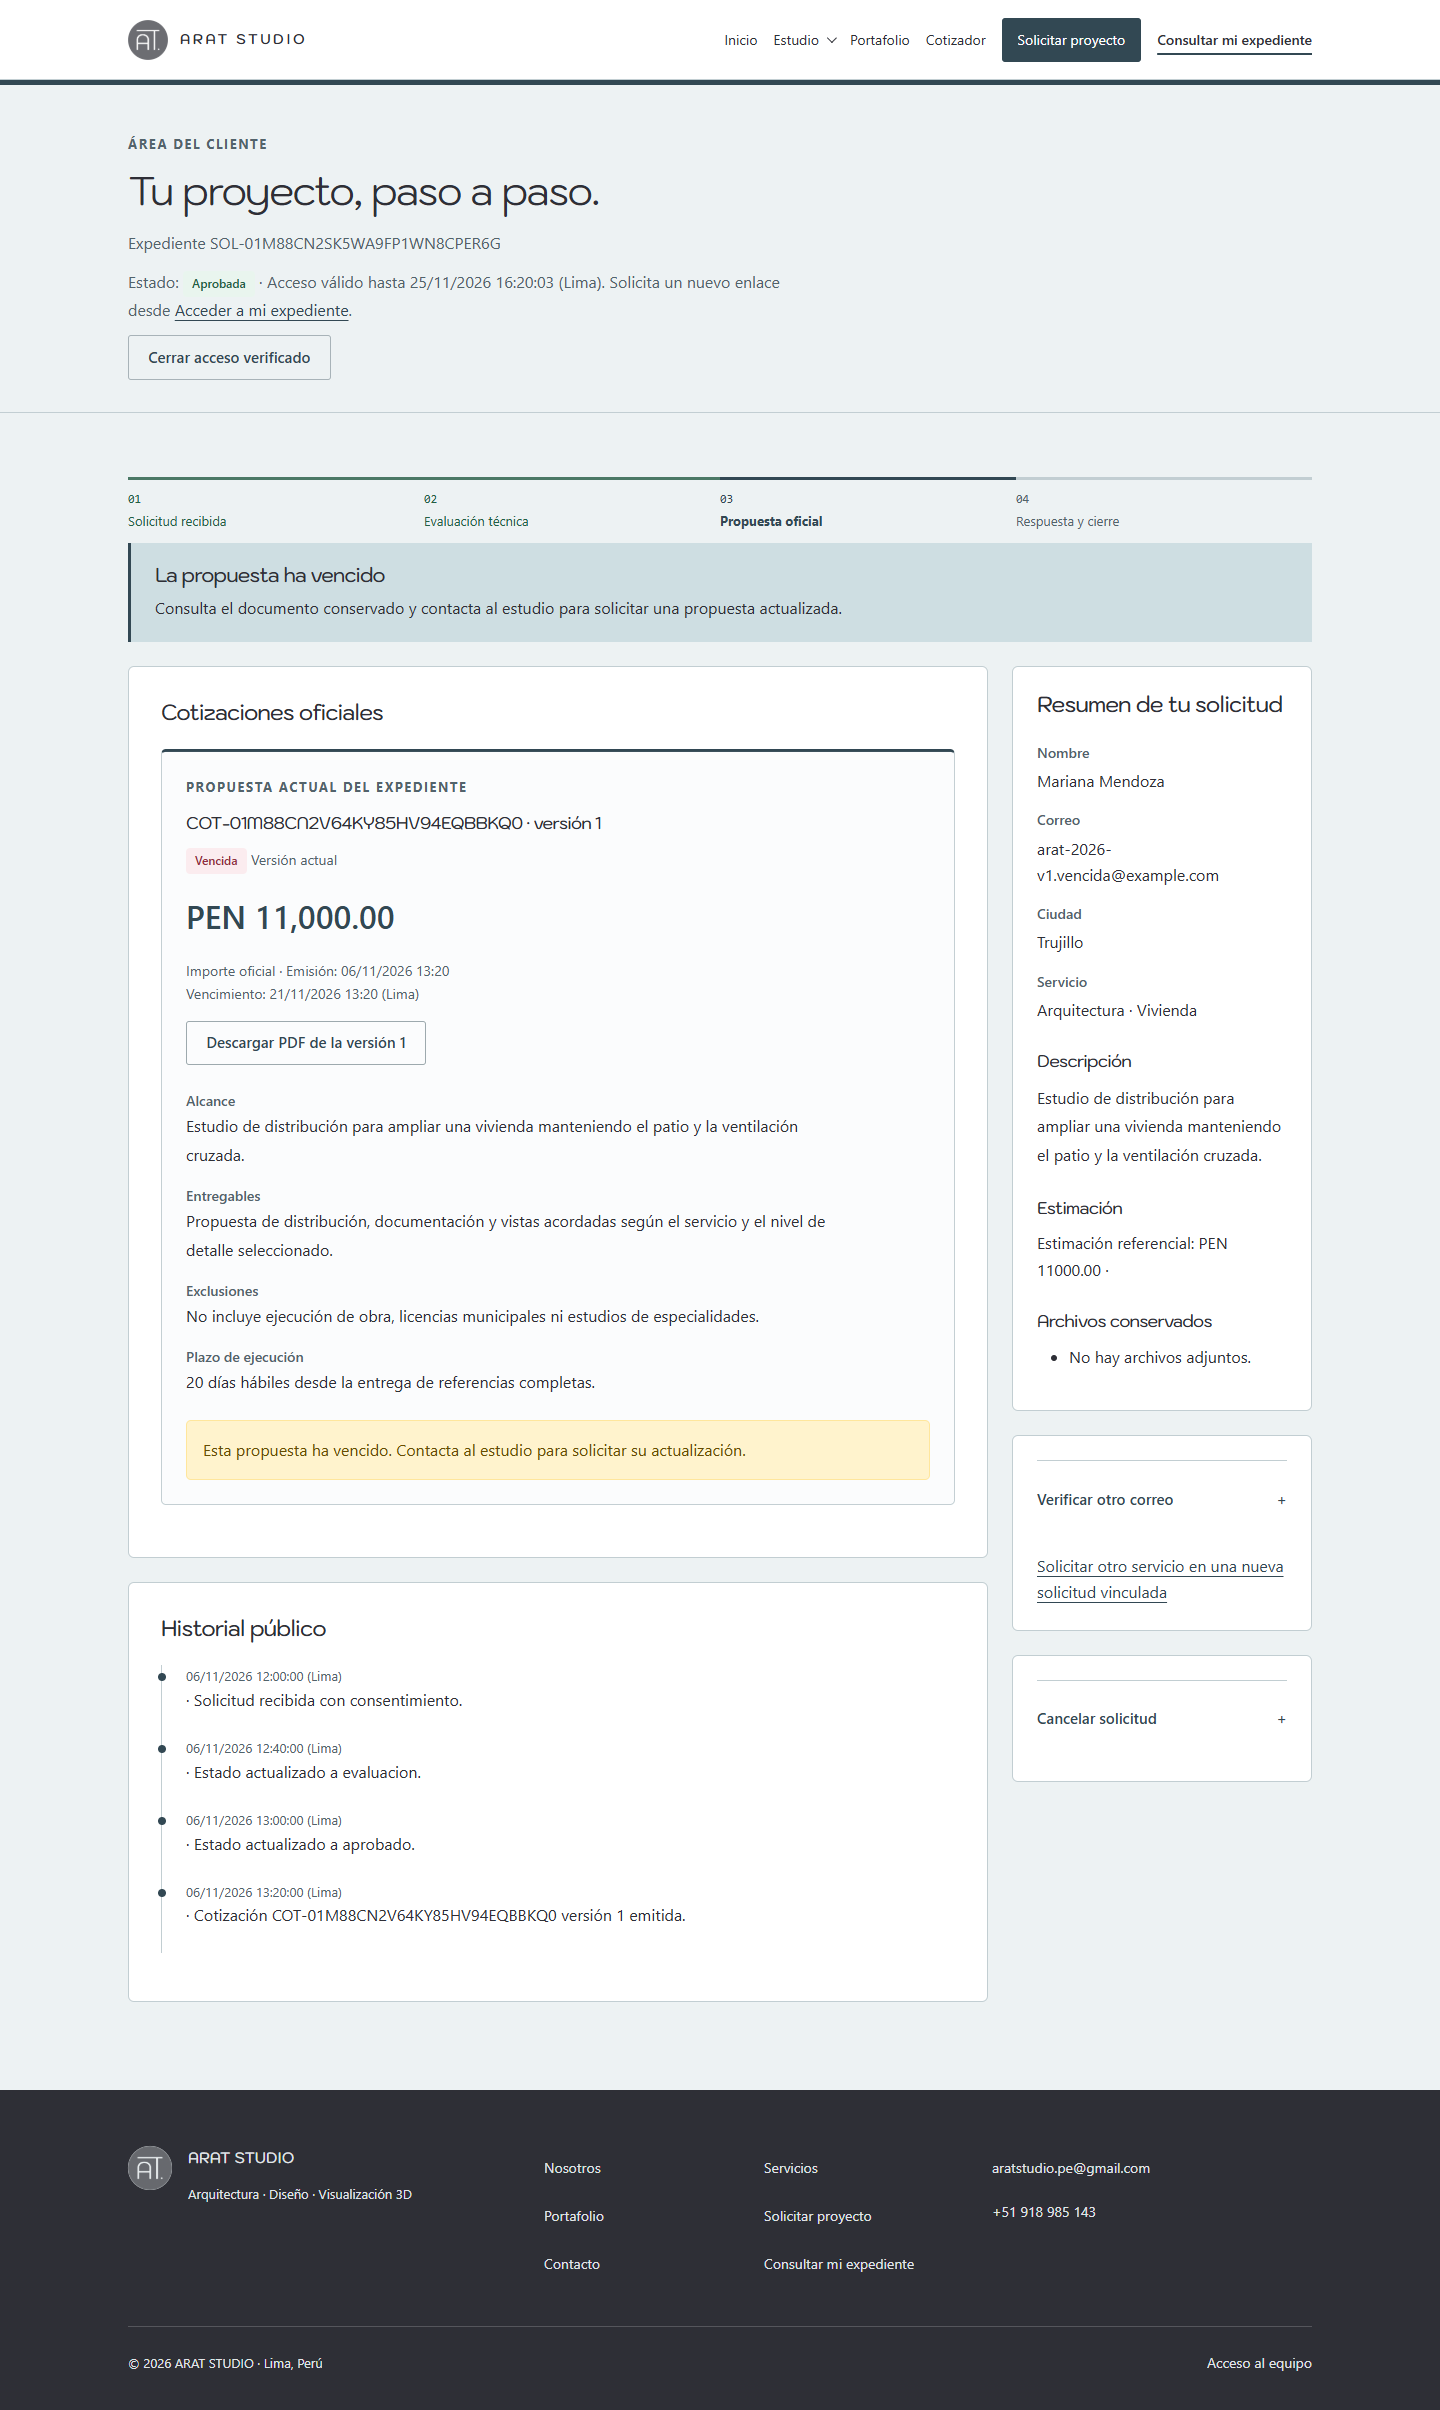 AT.
ARAT STUDIO
Inicio
Estudio
Portafolio
Cotizador
Solicitar proyecto
Consultar mi expediente
ÁREA DEL CLIENTE
Tu proyecto, paso a paso.
Expediente SOL-01M88CN2SK5WA9FP1WN8CPER6G
Estado: Aprobada · Acceso válido hasta 25/11/2026 16:20:03 (Lima). Solicita un nuevo enlace
desde Acceder a mi expediente.
Cerrar acceso verificado
01
Solicitud recibida
02
Evaluación técnica
03
Propuesta oficial
04
Respuesta y cierre
La propuesta ha vencido
Consulta el documento conservado y contacta al estudio para solicitar una propuesta actualizada.
Cotizaciones oficiales
PROPUESTA ACTUAL DEL EXPEDIENTE
COT-01M88CN2V64KY85HV94EQBBKQ0 · versión 1
Vencida Versión actual
PEN 11,000.00
Importe oficial · Emisión: 06/11/2026 13:20
Vencimiento: 21/11/2026 13:20 (Lima)
Descargar PDF de la versión 1
Alcance
Estudio de distribución para ampliar una vivienda manteniendo el patio y la ventilación
cruzada.
Entregables
Propuesta de distribución, documentación y vistas acordadas según el servicio y el nivel de
detalle seleccionado.
Exclusiones
No incluye ejecución de obra, licencias municipales ni estudios de especialidades.
Plazo de ejecución
20 días hábiles desde la entrega de referencias completas.
Esta propuesta ha vencido. Contacta al estudio para solicitar su actualización.
Historial público
06/11/2026 12:00:00 (Lima)
· Solicitud recibida con consentimiento.
06/11/2026 12:40:00 (Lima)
· Estado actualizado a evaluacion.
06/11/2026 13:00:00 (Lima)
· Estado actualizado a aprobado.
06/11/2026 13:20:00 (Lima)
· Cotización COT-01M88CN2V64KY85HV94EQBBKQ0 versión 1 emitida.
Resumen de tu solicitud
Nombre
Mariana Mendoza
Correo
arat-2026-
v1.vencida@example.com
Ciudad
Trujillo
Servicio
Arquitectura · Vivienda
Descripción
Estudio de distribución para
ampliar una vivienda manteniendo
el patio y la ventilación cruzada.
Estimación
Estimación referencial: PEN
11000.00 ·
Archivos conservados
• No hay archivos adjuntos.
Verificar otro correo +
Solicitar otro servicio en una nueva
solicitud vinculada
Cancelar solicitud +
AT.
ARAT STUDIO
Arquitectura · Diseño · Visualización 3D
Nosotros
Portafolio
Contacto
Servicios
Solicitar proyecto
Consultar mi expediente
aratstudio.pe@gmail.com
+51 918 985 143
© 2026 ARAT STUDIO · Lima, Perú
Acceso al equipo